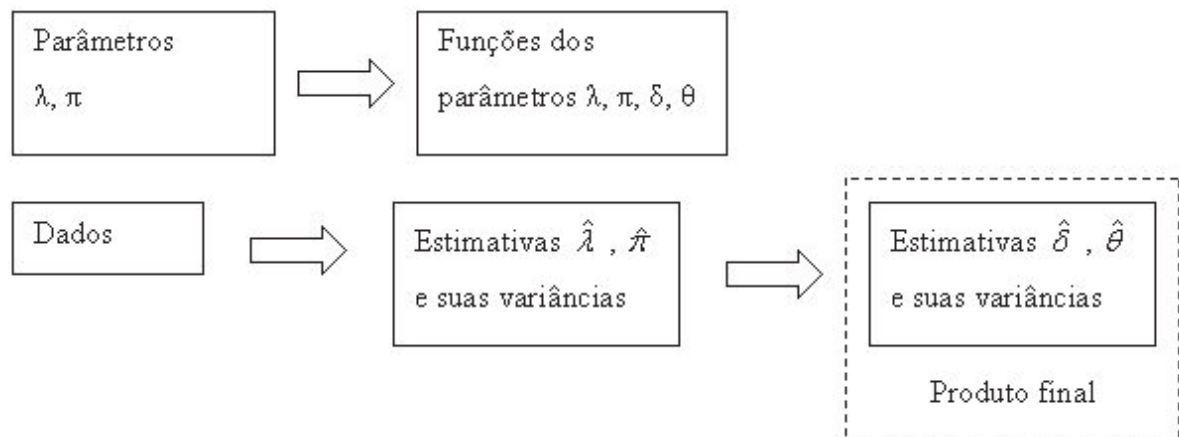 Parâmetros
λ, π
Funções dos
parâmetros λ, π, δ, θ
Dados
Estimativas λ̂ , π̂
e suas variâncias
Estimativas δ̂ , θ̂
e suas variâncias
Produto final